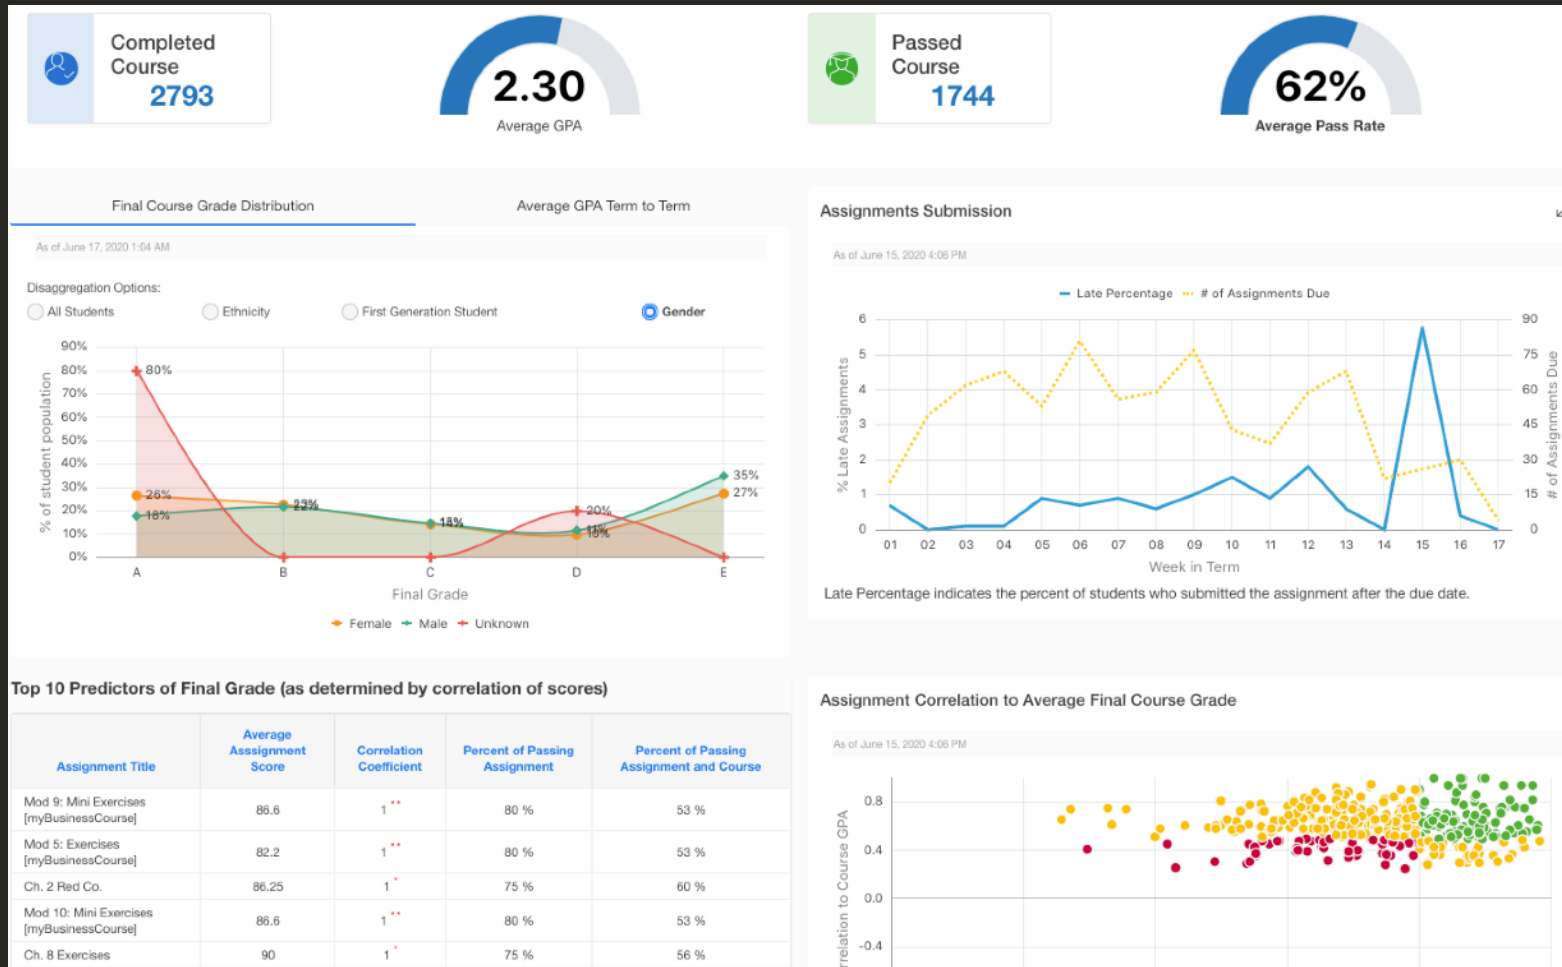 Completed
Course
2793
2.30
Average GPA
Passed
Course
1744
62%
Average Pass Rate
Final Course Grade Distribution
Average GPA Term to Term
As of June 17, 2020 1:04 AM
Disaggregation Options:
All Students
Ethnicity
First Generation Student
Gender
% of student population
90%
80%
70%
60%
50%
40%
30%
20%
10%
0%
80%
26%
18%
22%
14%
20%
10%
35%
27%
A B C D E
Final Grade
Female Male Unknown
Assignments Submission
As of June 15, 2020 4:06 PM
Late Percentage # of Assignments Due
% Late Assignments
6
5
4
3
2
1
0
90
75
60
45
30
15
0
# of Assignments Due
01 02 03 04 05 06 07 08 09 10 11 12 13 14 15 16 17
Week in Term
Late Percentage indicates the percent of students who submitted the assignment after the due date.
Top 10 Predictors of Final Grade (as determined by correlation of scores)
Assignment Title
Average
Asssignment
Score
Correlation
Coefficient
Percent of Passing
Assignment
Percent of Passing
Assignment and Course
Mod 9: Mini Exercises
[myBusinessCourse]
86.6 1 ** 80 % 53 %
Mod 5: Exercises
[myBusinessCourse]
82.2 1 ** 80 % 53 %
Ch. 2 Red Co. 86.25 1 * 75 % 60 %
Mod 10: Mini Exercises
[myBusinessCourse]
86.6 1 ** 80 % 53 %
Ch. 8 Exercises 90 1 * 75 % 56 %
Assignment Correlation to Average Final Course Grade
As of June 15, 2020 4:06 PM
relation to Course GPA
0.8
0.4
0.0
-0.4